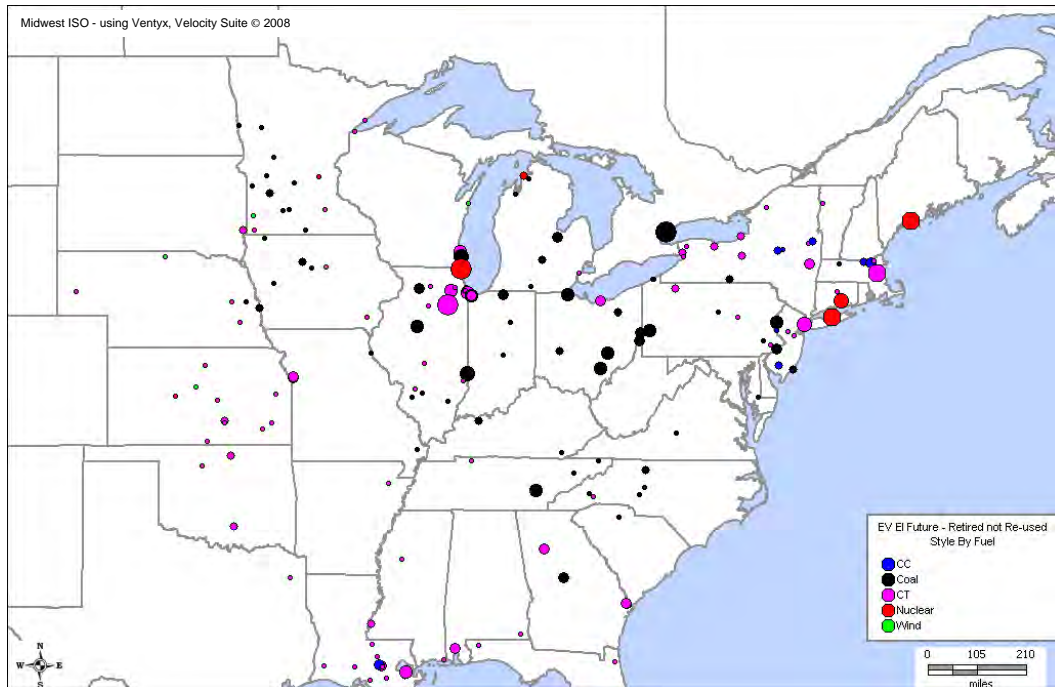 Midwest ISO - using Ventyx, Velocity Suite © 2008
EV EI Future - Retired not Re-used
Style By Fuel
CC
Coal
CT
Nuclear
Wind
N
W E
S
0 105 210
miles